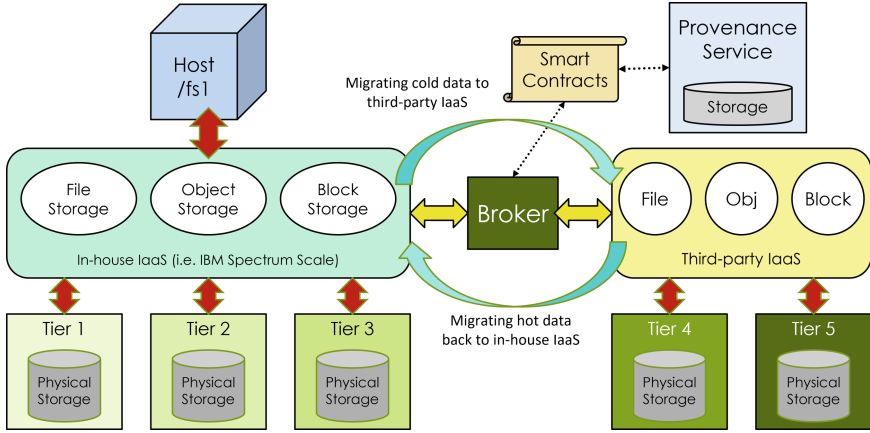 Host
/fs1
Migrating cold data to
third-party IaaS
Smart
Contracts
Provenance
Service
Storage
File
Storage
Object
Storage
Block
Storage
In-house IaaS (i.e. IBM Spectrum Scale)
Broker
File
Obj
Block
Third-party IaaS
Migrating hot data
back to in-house IaaS
Tier 1
Physical
Storage
Tier 2
Physical
Storage
Tier 3
Physical
Storage
Tier 4
Physical
Storage
Tier 5
Physical
Storage